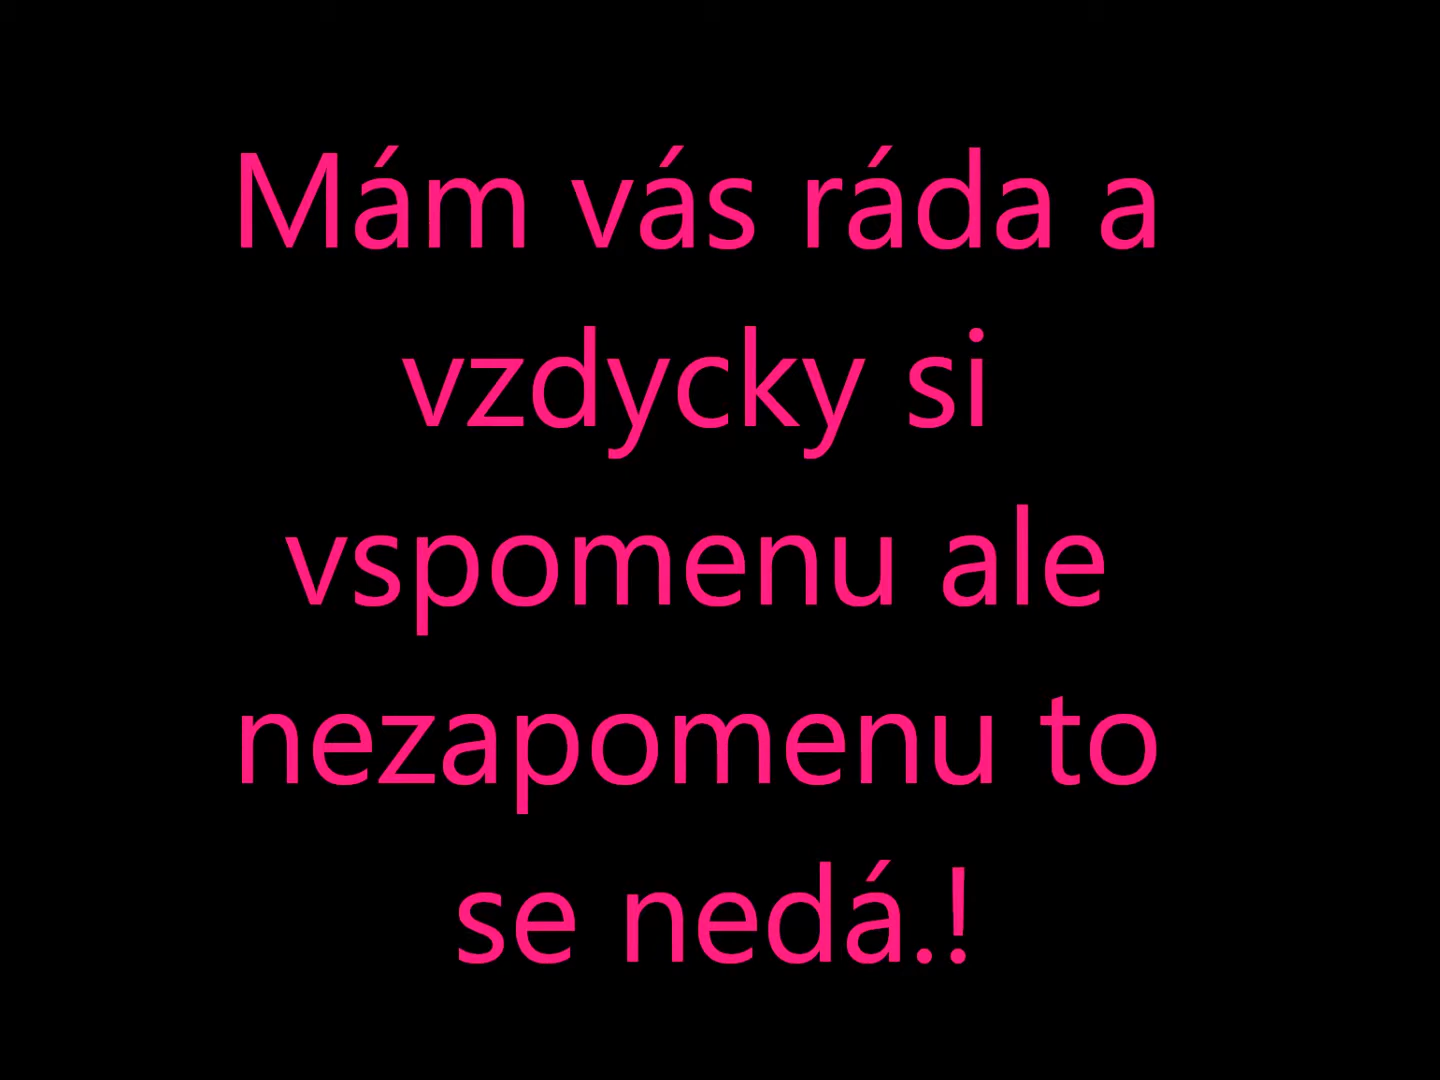 Mám vás ráda a
vzdycky si
vspomenu ale
nezapomenu to
se nedá.!